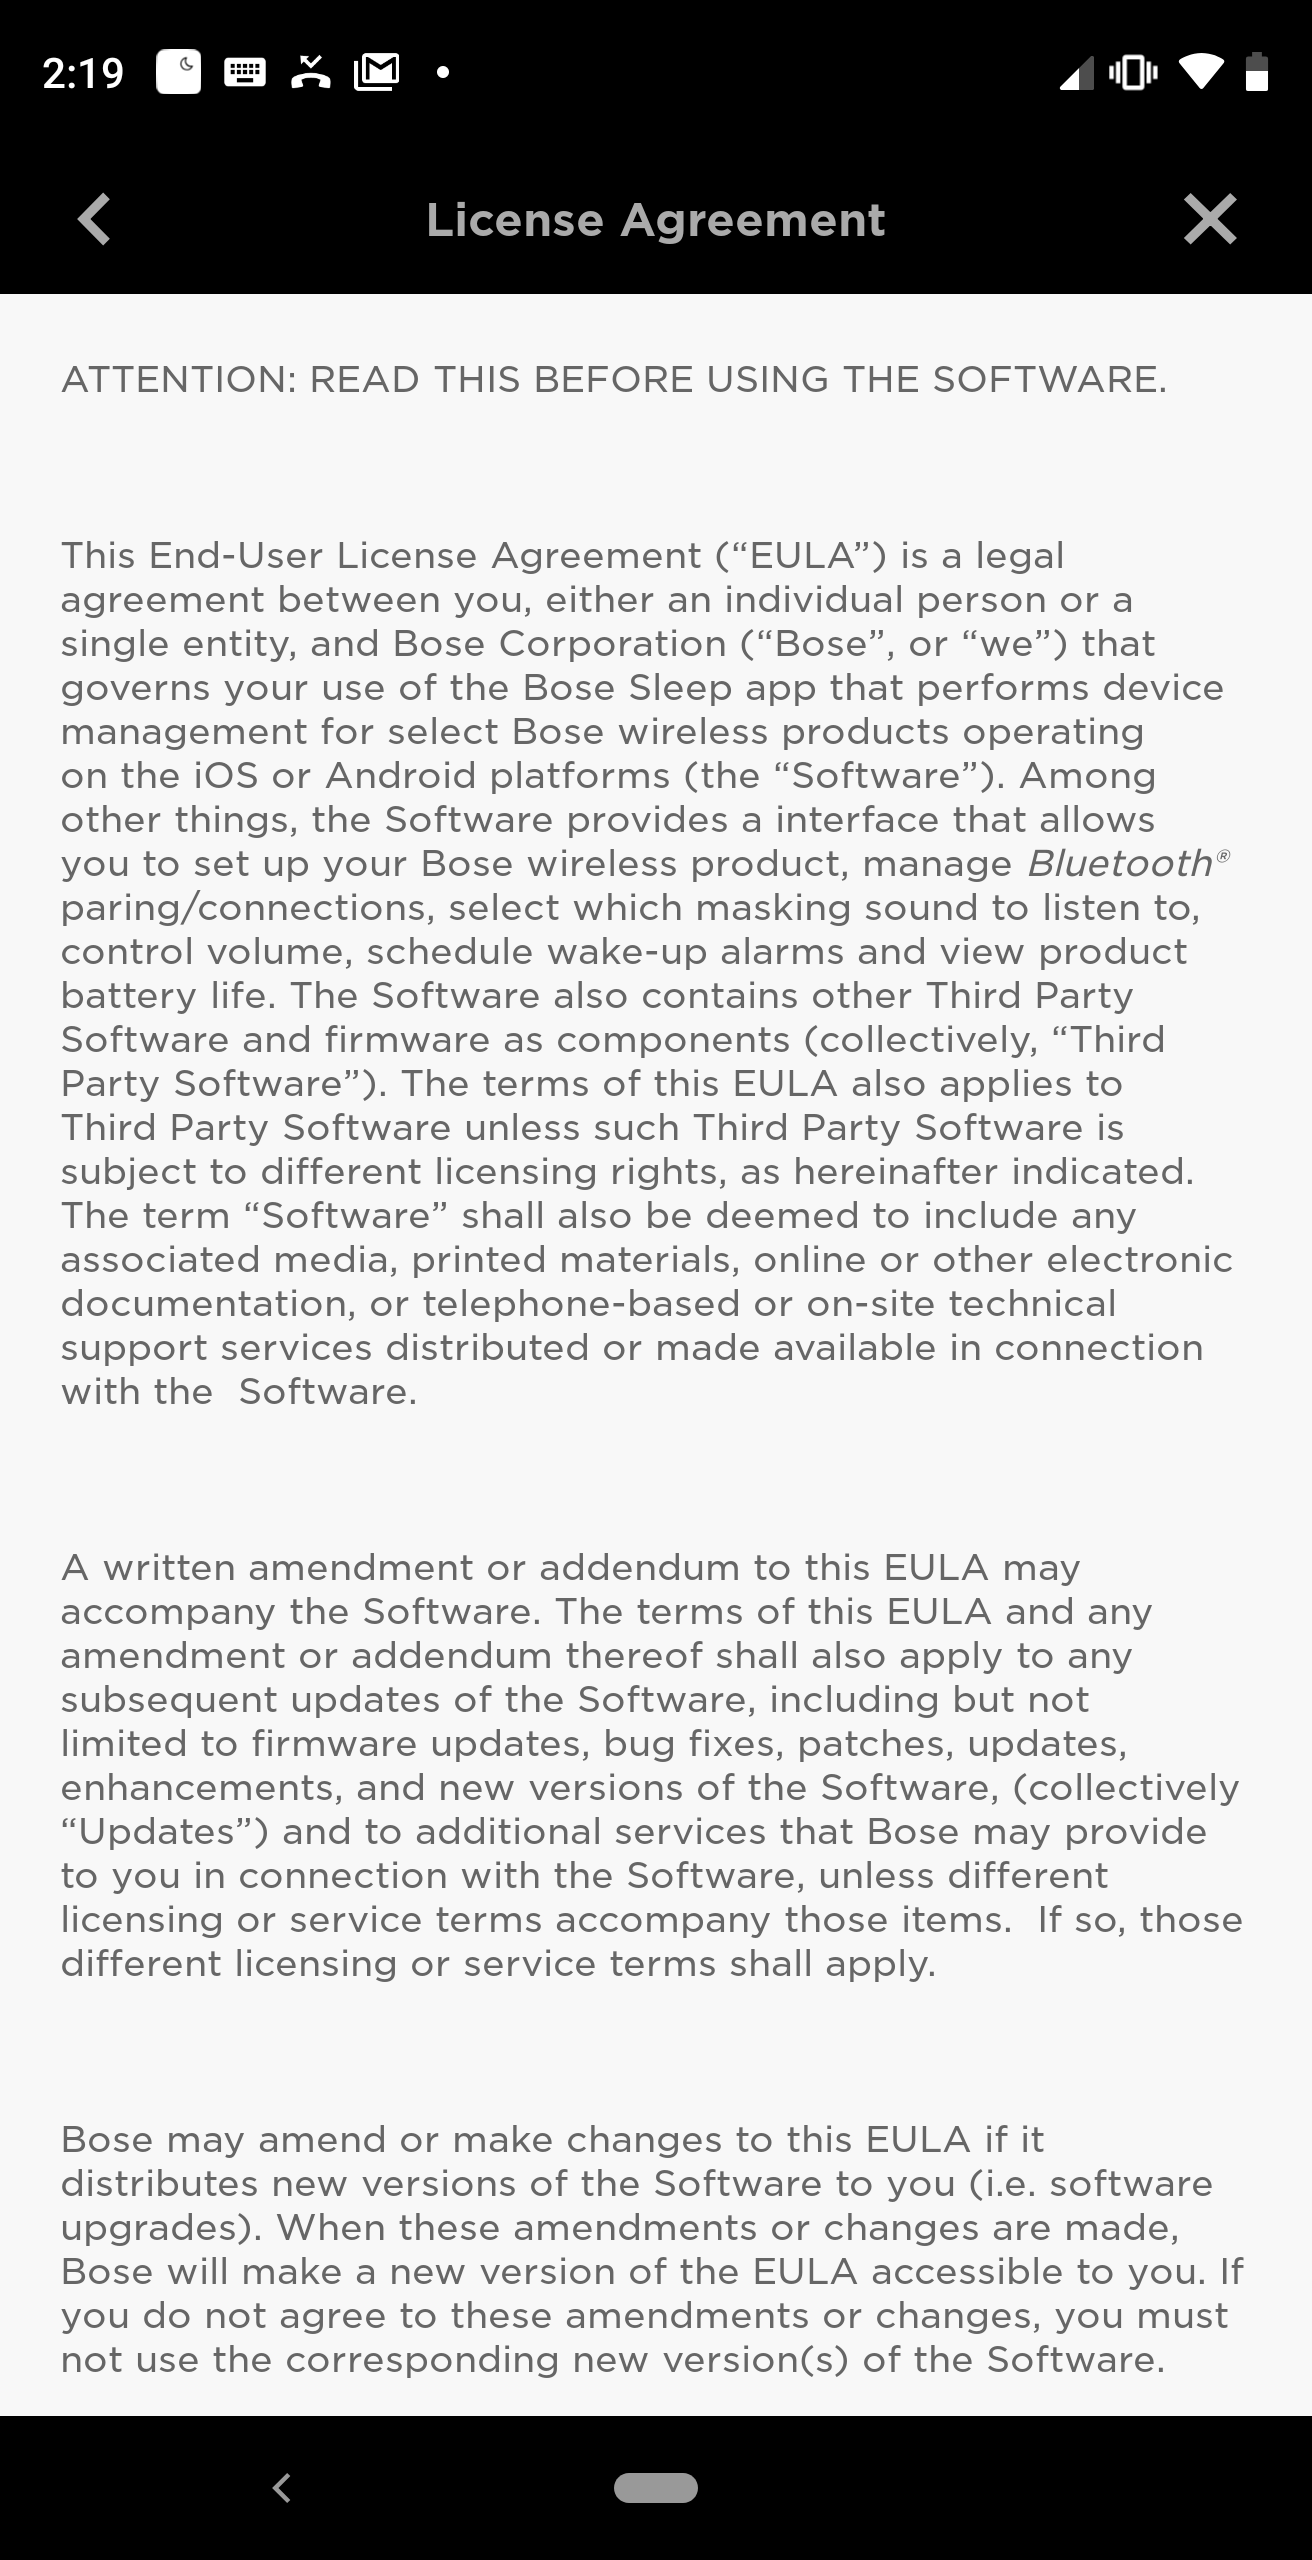 2:19
License Agreement
ATTENTION: READ THIS BEFORE USING THE SOFTWARE.
This End-User License Agreement (“EULA”) is a legal
agreement between you, either an individual person or a
single entity, and Bose Corporation (“Bose”, or “we”) that
governs your use of the Bose Sleep app that performs device
management for select Bose wireless products operating
on the iOS or Android platforms (the “Software”). Among
other things, the Software provides a interface that allows
you to set up your Bose wireless product, manage Bluetooth®
paring/connections, select which masking sound to listen to,
control volume, schedule wake-up alarms and view product
battery life. The Software also contains other Third Party
Software and firmware as components (collectively, “Third
Party Software”). The terms of this EULA also applies to
Third Party Software unless such Third Party Software is
subject to different licensing rights, as hereinafter indicated.
The term “Software” shall also be deemed to include any
associated media, printed materials, online or other electronic
documentation, or telephone-based or on-site technical
support services distributed or made available in connection
with the  Software.
A written amendment or addendum to this EULA may
accompany the Software. The terms of this EULA and any
amendment or addendum thereof shall also apply to any
subsequent updates of the Software, including but not
limited to firmware updates, bug fixes, patches, updates,
enhancements, and new versions of the Software, (collectively
“Updates”) and to additional services that Bose may provide
to you in connection with the Software, unless different
licensing or service terms accompany those items.  If so, those
different licensing or service terms shall apply.
Bose may amend or make changes to this EULA if it
distributes new versions of the Software to you (i.e. software
upgrades). When these amendments or changes are made,
Bose will make a new version of the EULA accessible to you. If
you do not agree to these amendments or changes, you must
not use the corresponding new version(s) of the Software.